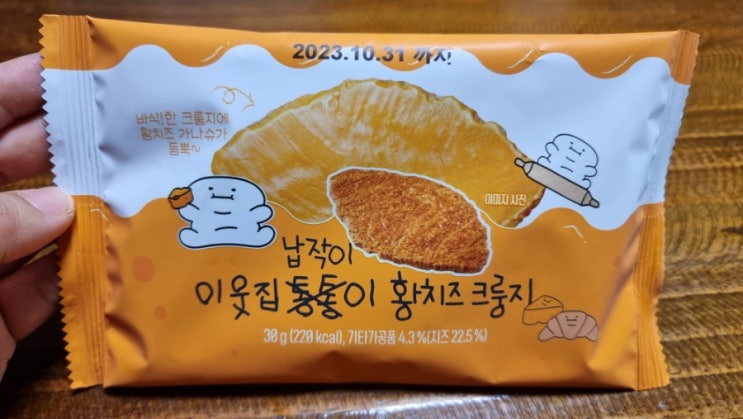 2023.10.31 까지
바삭!한 크룽지에
황치즈 가나슈가
듬뿍~
이미지 사진
납작이
이웃집 통통이 황치즈 크룽지
30 g (220 kcal), 기타가공품 4.3 %(치즈 22.5 %)